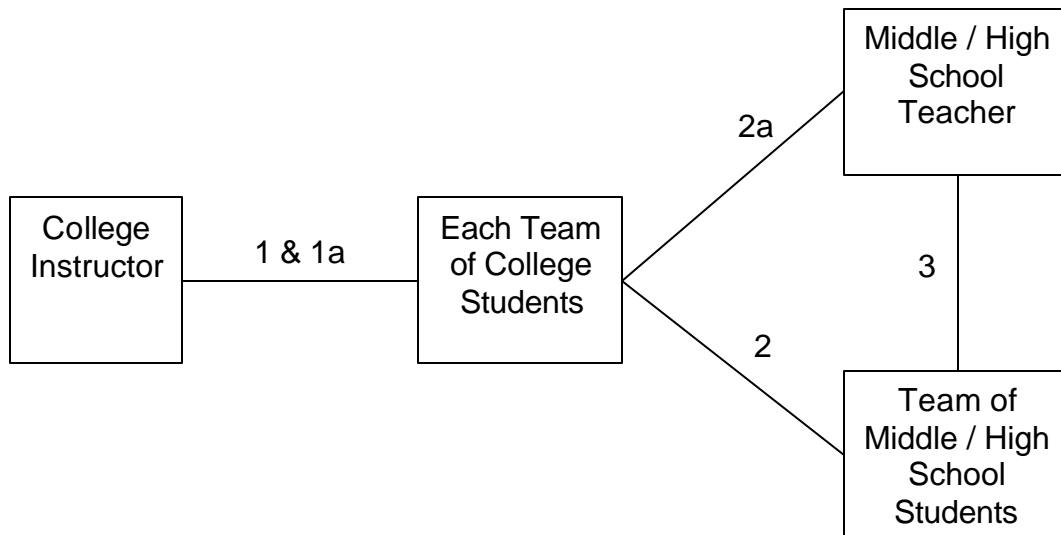 College
Instructor
1 & 1a
Each Team
of College
Students
2a
2
Middle / High
School
Teacher
3
Team of
Middle / High
School
Students